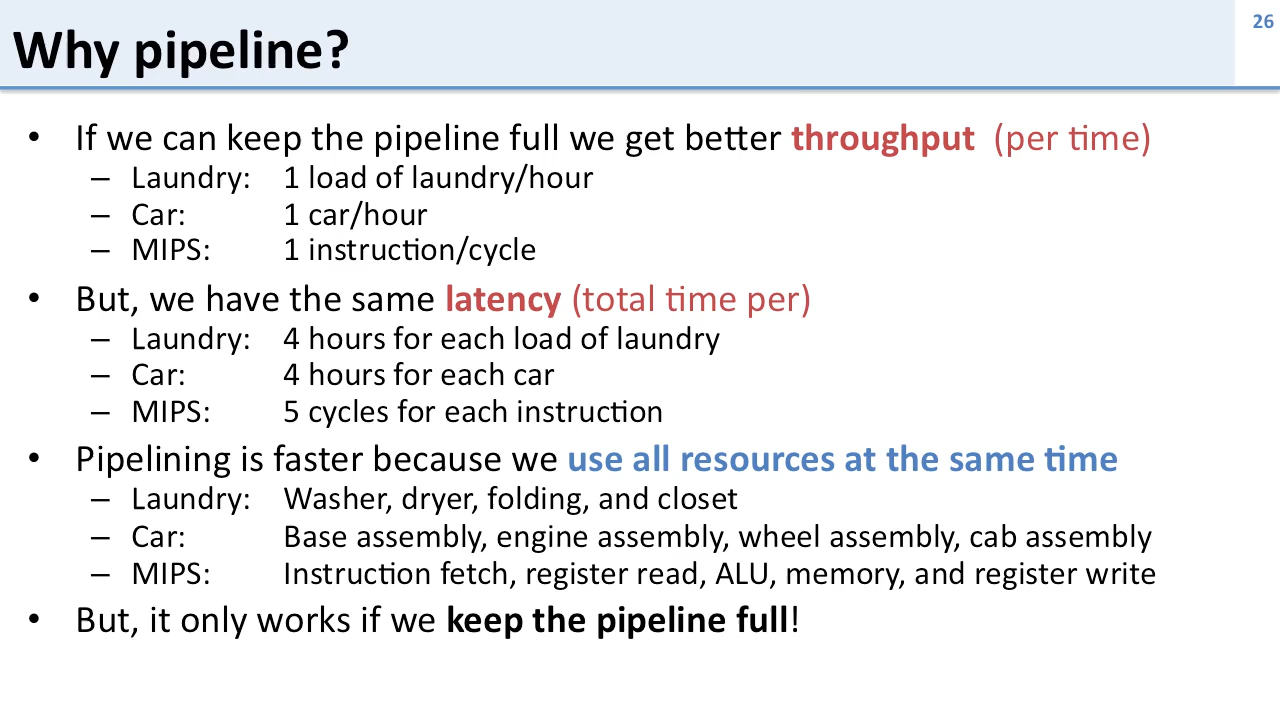 26
Why pipeline?
• If we can keep the pipeline full we get better throughput (per time)
– Laundry: 1 load of laundry/hour
– Car: 1 car/hour
– MIPS: 1 instruction/cycle
• But, we have the same latency (total time per)
– Laundry: 4 hours for each load of laundry
– Car: 4 hours for each car
– MIPS: 5 cycles for each instruction
• Pipelining is faster because we use all resources at the same time
– Laundry: Washer, dryer, folding, and closet
– Car: Base assembly, engine assembly, wheel assembly, cab assembly
– MIPS: Instruction fetch, register read, ALU, memory, and register write
• But, it only works if we keep the pipeline full!